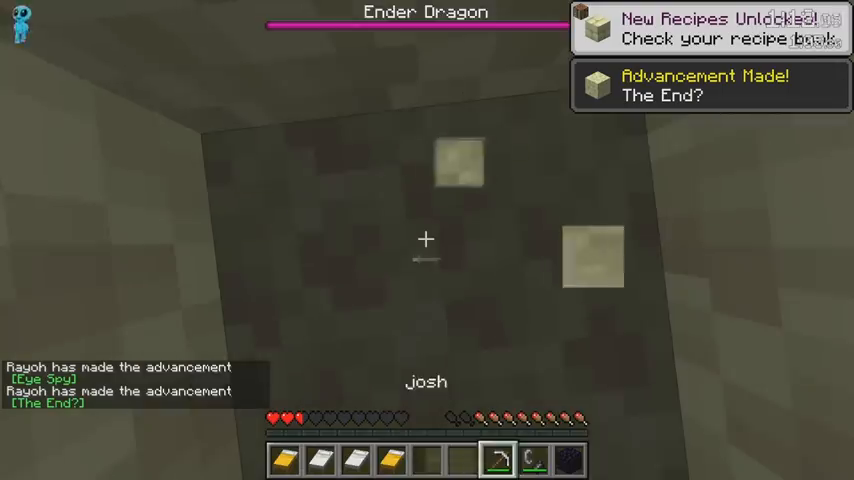 Ender Dragon
New Recipes Unlocked!
Check your recipe book
Advancement Made!
The End?
Rayoh has made the advancement
[Eye Spy]
Rayoh has made the advancement
[The End?]
josh